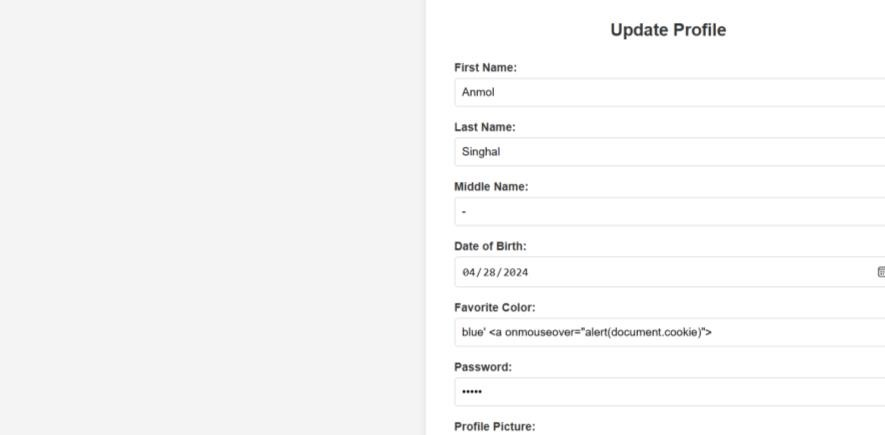 Update Profile
First Name:
Anmol
Last Name:
Singhal
Middle Name:
-
Date of Birth:
04/28/2024
Favorite Color:
blue' <a onmouseover="alert(document.cookie)">
Password:
•••••
Profile Picture: